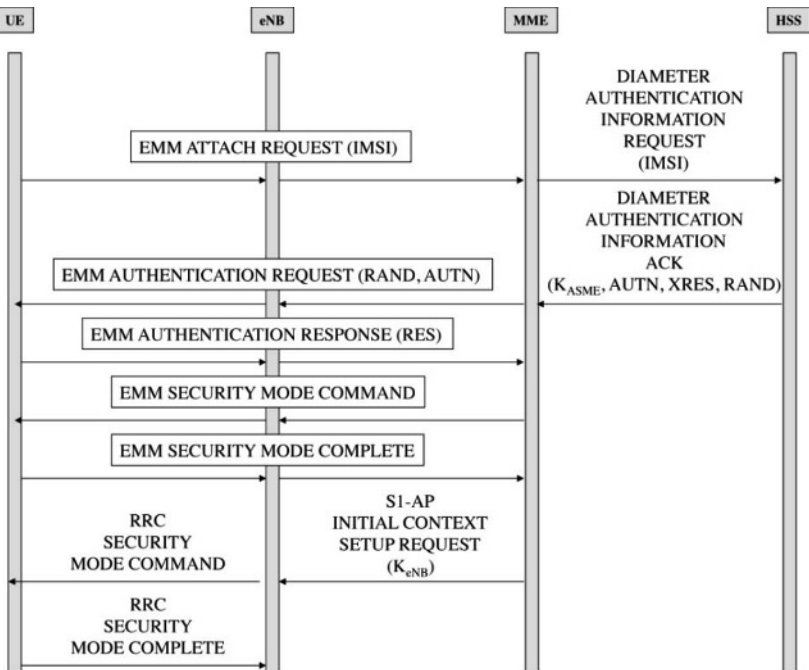 UE
eNB
MME
HSS
DIAMETER
AUTHENTICATION
INFORMATION
REQUEST
(IMSI)
EMM ATTACH REQUEST (IMSI)
DIAMETER
AUTHENTICATION
INFORMATION
ACK
(K_ASME, AUTN, XRES, RAND)
EMM AUTHENTICATION REQUEST (RAND, AUTN)
EMM AUTHENTICATION RESPONSE (RES)
EMM SECURITY MODE COMMAND
EMM SECURITY MODE COMPLETE
S1-AP
INITIAL CONTEXT
SETUP REQUEST
(K_eNB)
RRC
SECURITY
MODE COMMAND
RRC
SECURITY
MODE COMPLETE